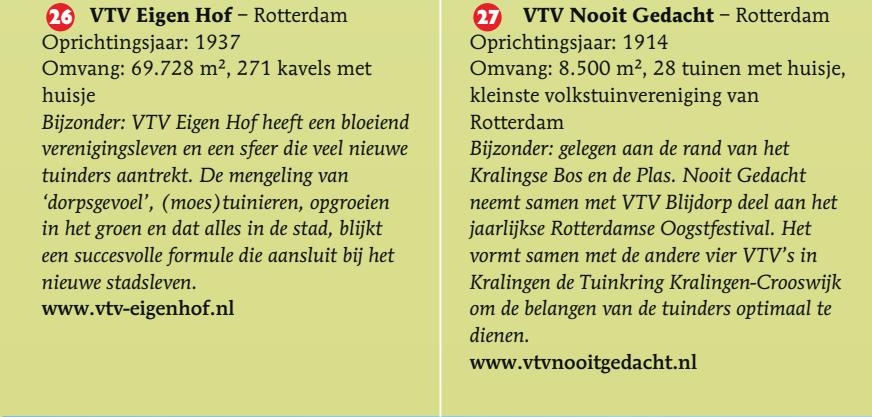 26 VTV Eigen Hof – Rotterdam
Oprichtingsjaar: 1937
Omvang: 69.728 m², 271 kavels met
huisje
Bijzonder: VTV Eigen Hof heeft een bloeiend
verenigingsleven en een sfeer die veel nieuwe
tuinders aantrekt. De mengeling van
‘dorpsgevoel’, (moes)tuinieren, opgroeien
in het groen en dat alles in de stad, blijkt
een succesvolle formule die aansluit bij het
nieuwe stadsleven.
www.vtv-eigenhof.nl
27 VTV Nooit Gedacht – Rotterdam
Oprichtingsjaar: 1914
Omvang: 8.500 m², 28 tuinen met huisje,
kleinste volkstuinvereniging van
Rotterdam
Bijzonder: gelegen aan de rand van het
Kralingse Bos en de Plas. Nooit Gedacht
neemt samen met VTV Blijdorp deel aan het
jaarlijkse Rotterdamse Oogstfestival. Het
vormt samen met de andere vier VTV’s in
Kralingen de Tuinkring Kralingen-Crooswijk
om de belangen van de tuinders optimaal te
dienen.
www.vtvnooitgedacht.nl